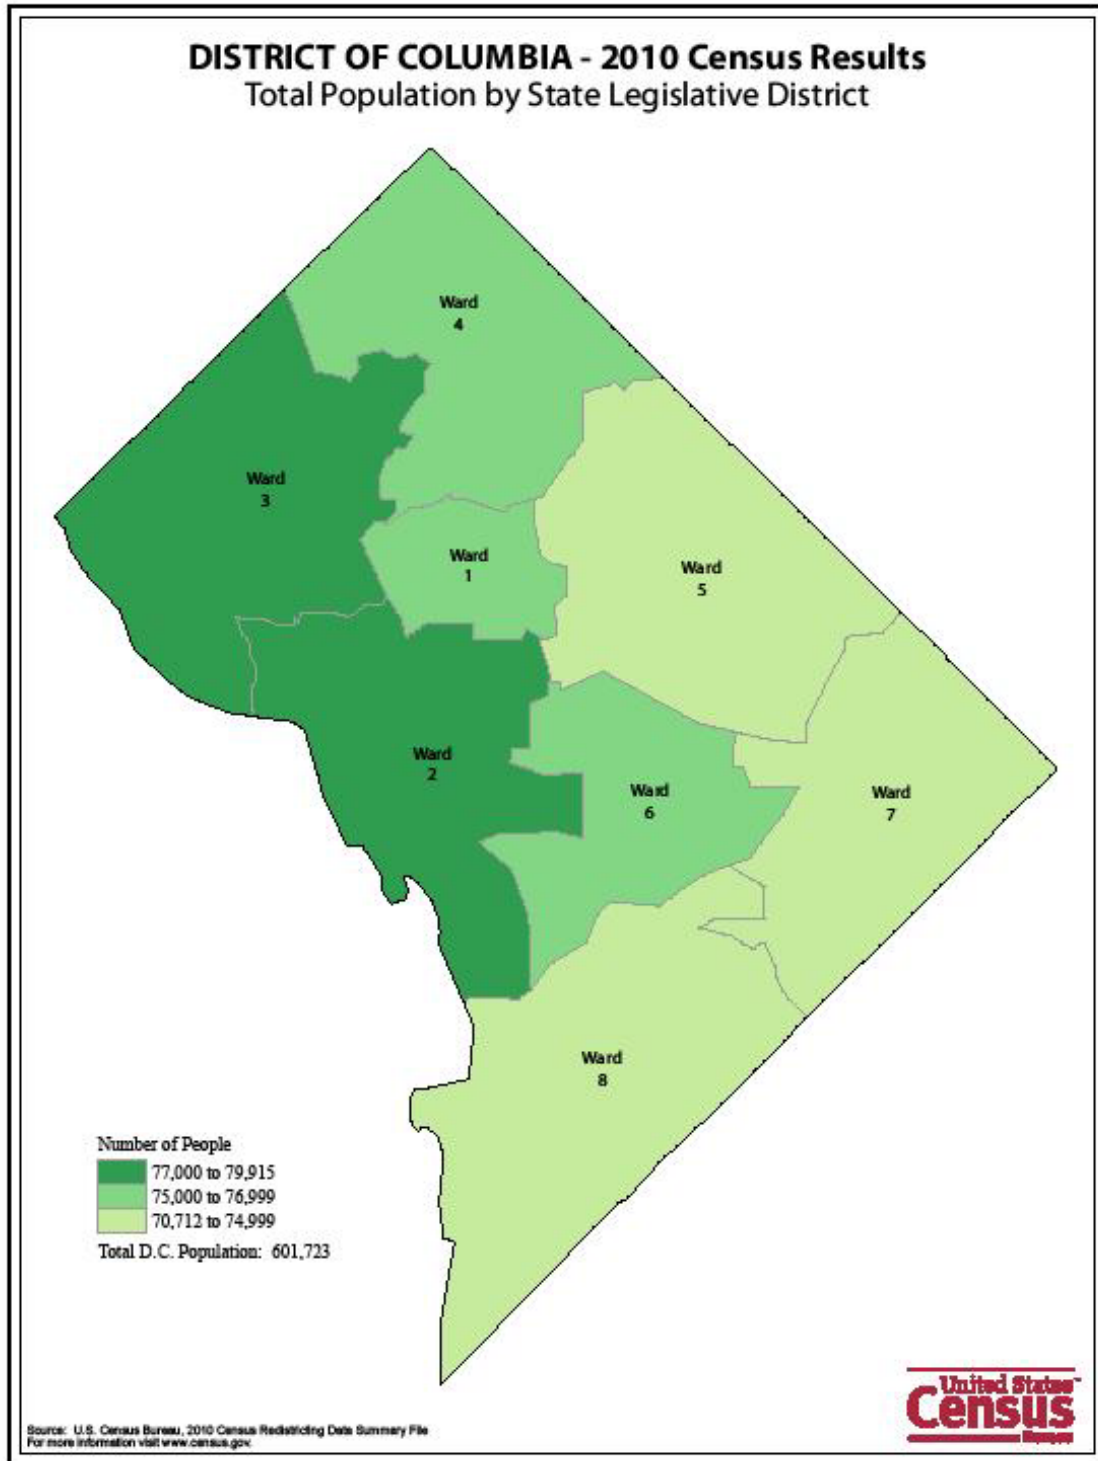 DISTRICT OF COLUMBIA - 2010 Census Results
Total Population by State Legislative District
Ward
4
Ward
3
Ward
1
Ward
5
Ward
2
Ward
6
Ward
7
Ward
8
Number of People
77,000 to 79,915
75,000 to 76,999
70,712 to 74,999
Total D.C. Population: 601,723
United States™
Census
Bureau
Source: U.S. Census Bureau, 2010 Census Redistricting Data Summary File
For more information visit www.census.gov.